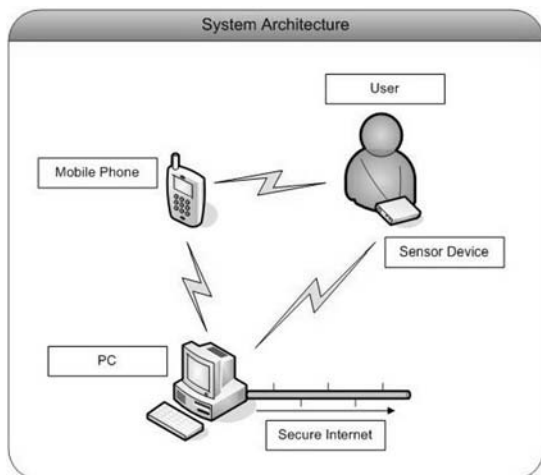 System Architecture
User
Mobile Phone
Sensor Device
PC
Secure Internet